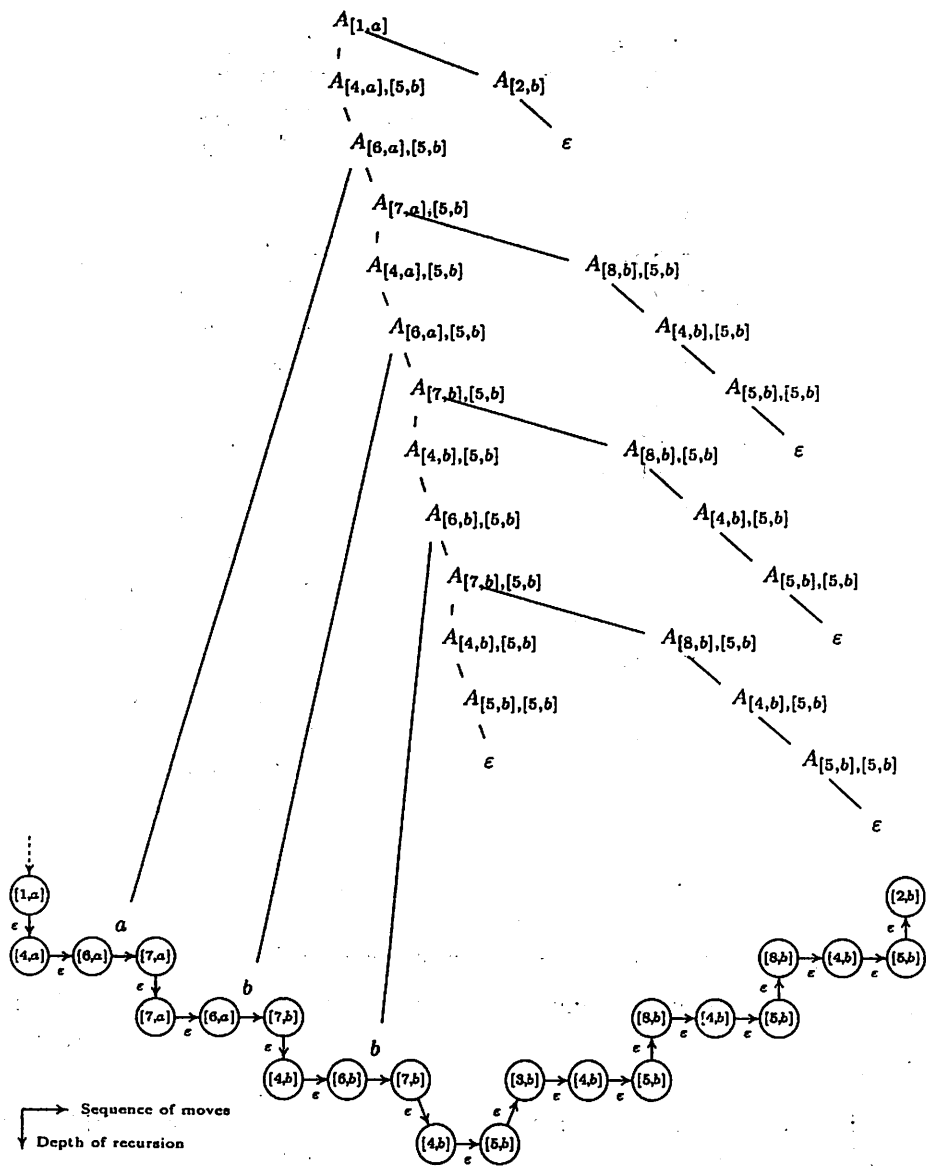 A[1,a]
A[4,a],[5,b] A[2,b]
A[6,a],[5,b] ε
A[7,a],[5,b]
A[4,a],[5,b] A[8,b],[5,b]
A[6,a],[5,b] A[4,b],[5,b]
A[7,b],[5,b] A[5,b],[5,b]
A[4,b],[5,b] A[8,b],[5,b] ε
A[6,b],[5,b] A[4,b],[5,b]
A[7,b],[5,b] A[5,b],[5,b]
A[4,b],[5,b] A[8,b],[5,b] ε
A[5,b],[5,b] A[4,b],[5,b]
ε A[5,b],[5,b]
ε
[1,a] [2,b]
ε a ε
[4,a] ε [6,a] [7,a] [8,b] ε [4,b] ε [5,b]
ε b ε
[7,a] ε [6,a] [7,b] [8,b] ε [4,b] ε [5,b]
ε b ε
[4,b] ε [6,b] [7,b] [3,b] ε [4,b] ε [5,b]
Sequence of moves ε ε
Depth of recursion [4,b] ε [5,b]